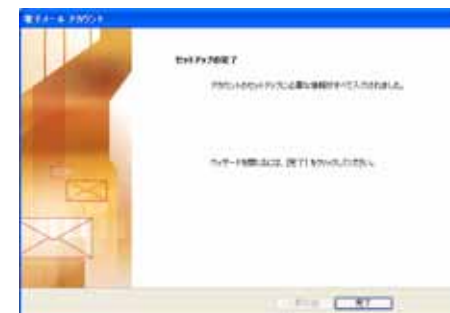 電子メール アカウント
セットアップの完了
アカウントのセットアップに必要な情報がすべて入力されました。
ウィザードを閉じるには、[完了] をクリックしてください。
完了